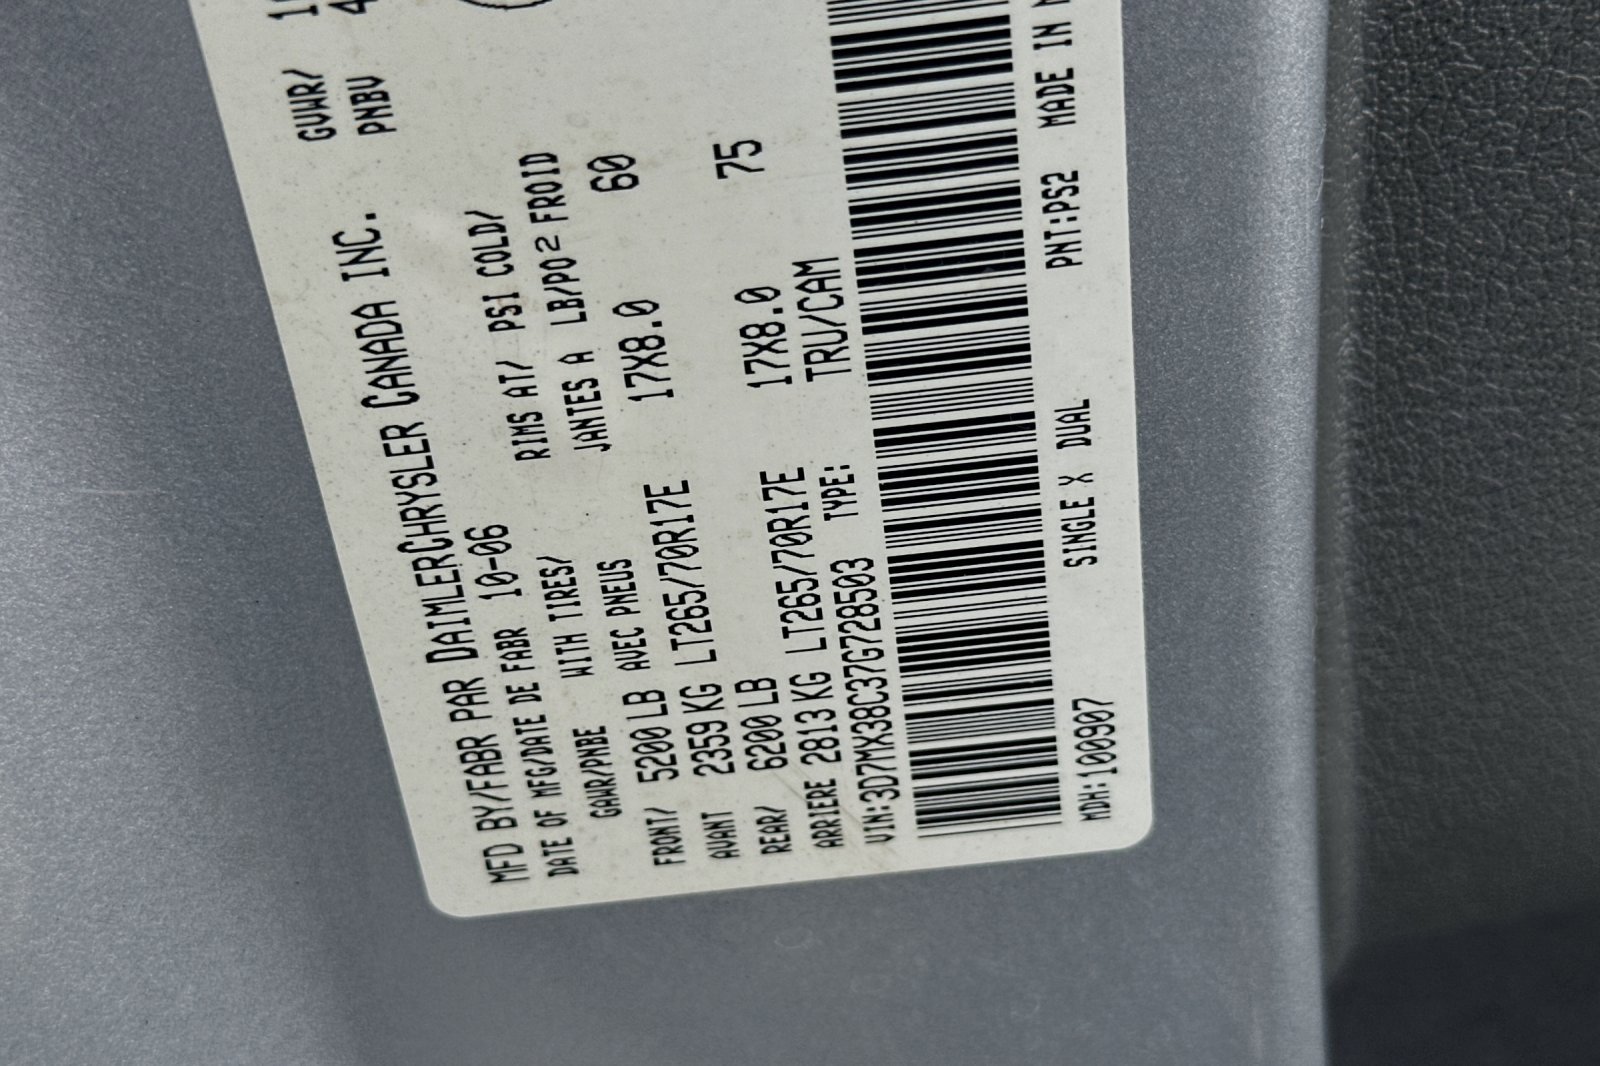 MFD BY/FABR PAR DAIMLERCHRYSLER CANADA INC. GVWR/
DATE OF MFG/DATE DE FABR 10-06 PNBV
GAWR/PNBE WITH TIRES/ RIMS AT/ PSI COLD/
AVEC PNEUS JANTES A LB/PO² FROID
FRONT/ 5200 LB
AVANT 2359 KG LT265/70R17E 17X8.0 60
REAR/ 6200 LB
ARRIERE 2813 KG LT265/70R17E 17X8.0 75
VIN:3D7MX38C37G728503 TYPE: TRU/CAM
MDH:100907 SINGLE X DUAL PNT:PS2 MADE IN